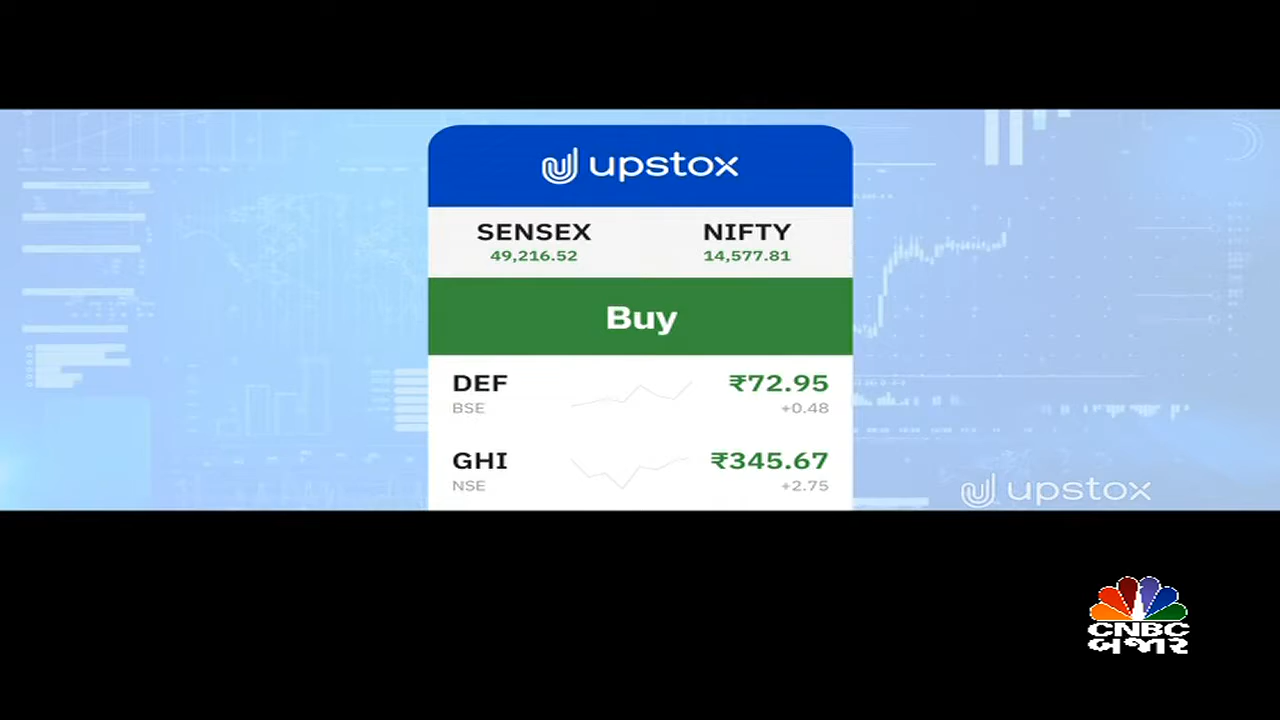 upstox
SENSEX NIFTY
49,216.52 14,577.81
Buy
DEF ₹72.95
BSE +0.48
GHI ₹345.67
NSE +2.75
upstox
CNBC
બજાર